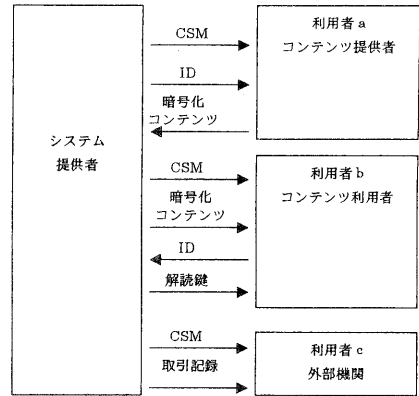 システム
提供者
CSM
ID
暗号化
コンテンツ
利用者 a
コンテンツ提供者
CSM
暗号化
コンテンツ
ID
解読鍵
利用者 b
コンテンツ利用者
CSM
取引記録
利用者 c
外部機関